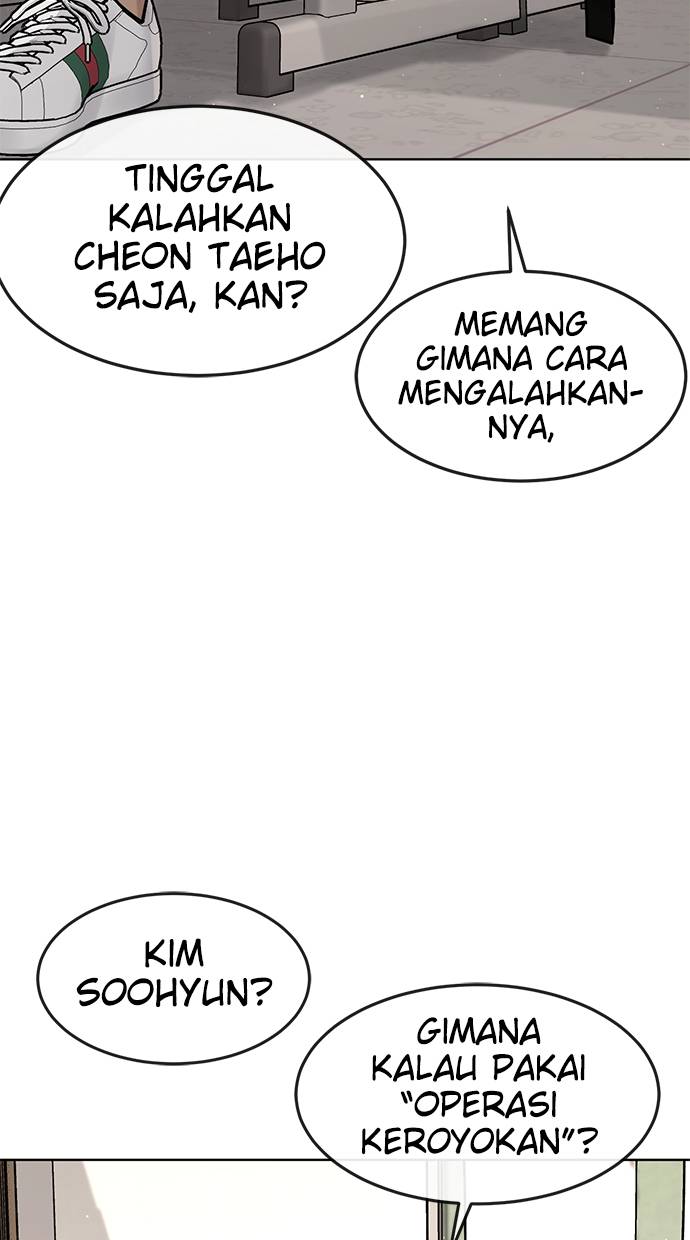 TINGGAL
KALAHKAN
CHEON TAEHO
SAJA, KAN?
MEMANG
GIMANA CARA
MENGALAHKAN-
NYA,
KIM
SOOHYUN?
GIMANA
KALAU PAKAI
“OPERASI
KEROYOKAN”?